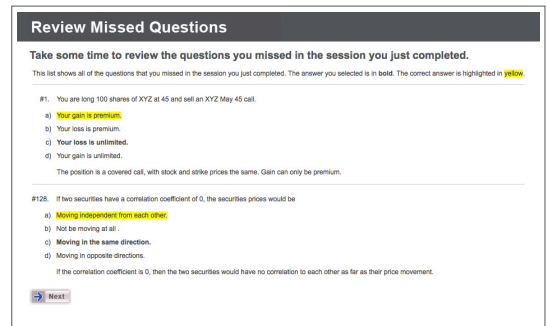 Review Missed Questions
Take some time to review the questions you missed in the session you just completed.
This list shows all of the questions that you missed in the session you just completed. The answer you selected is in bold. The correct answer is highlighted in yellow.
#1. You are long 100 shares of XYZ at 45 and sell an XYZ May 45 call.
a) Your gain is premium.
b) Your loss is premium.
c) Your loss is unlimited.
d) Your gain is unlimited.
The position is a covered call, with stock and strike prices the same. Gain can only be premium.
#128. If two securities have a correlation coefficient of 0, the securities prices would be
a) Moving independent from each other.
b) Not be moving at all .
c) Moving in the same direction.
d) Moving in opposite directions.
If the correlation coefficient is 0, then the two securities would have no correlation to each other as far as their price movement.
Next